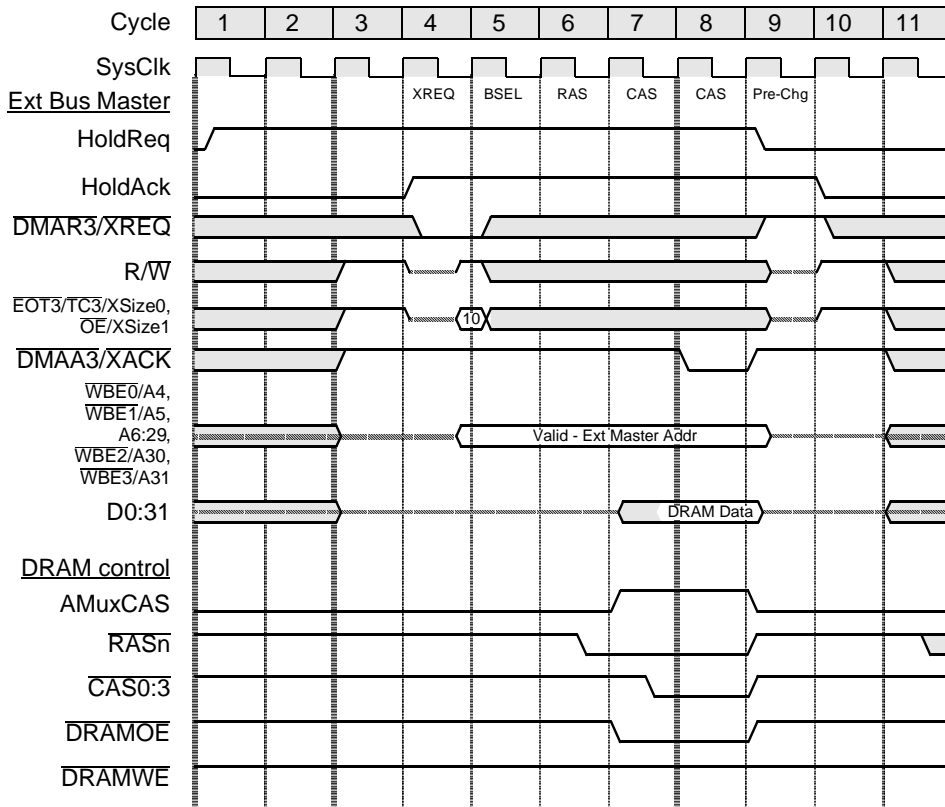 Cycle 1 2 3 4 5 6 7 8 9 10 11
SysClk
Ext Bus Master XREQ BSEL RAS CAS CAS Pre-Chg
HoldReq
HoldAck
DMAR3/XREQ
R/W
EOT3/TC3/XSize0,
OE/XSize1 10
DMAA3/XACK
WBE0/A4,
WBE1/A5,
A6:29, Valid - Ext Master Addr
WBE2/A30,
WBE3/A31
D0:31 DRAM Data
DRAM control
AMuxCAS
RASn
CAS0:3
DRAMOE
DRAMWE